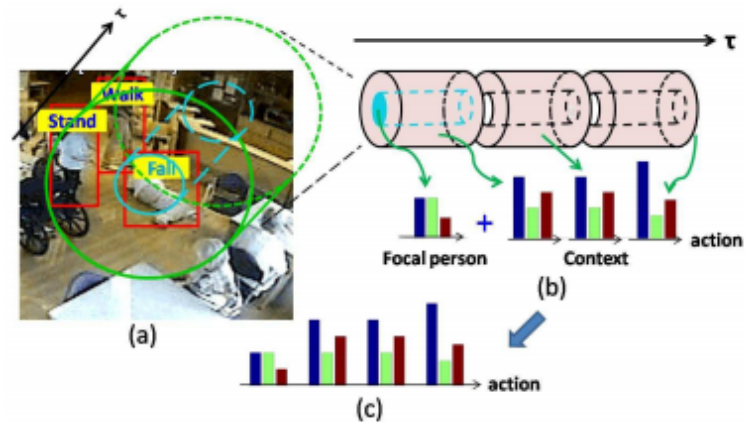 τ
τ
Walk
Stand
Fall
+
action
Focal person
Context
(a)
(b)
action
(c)